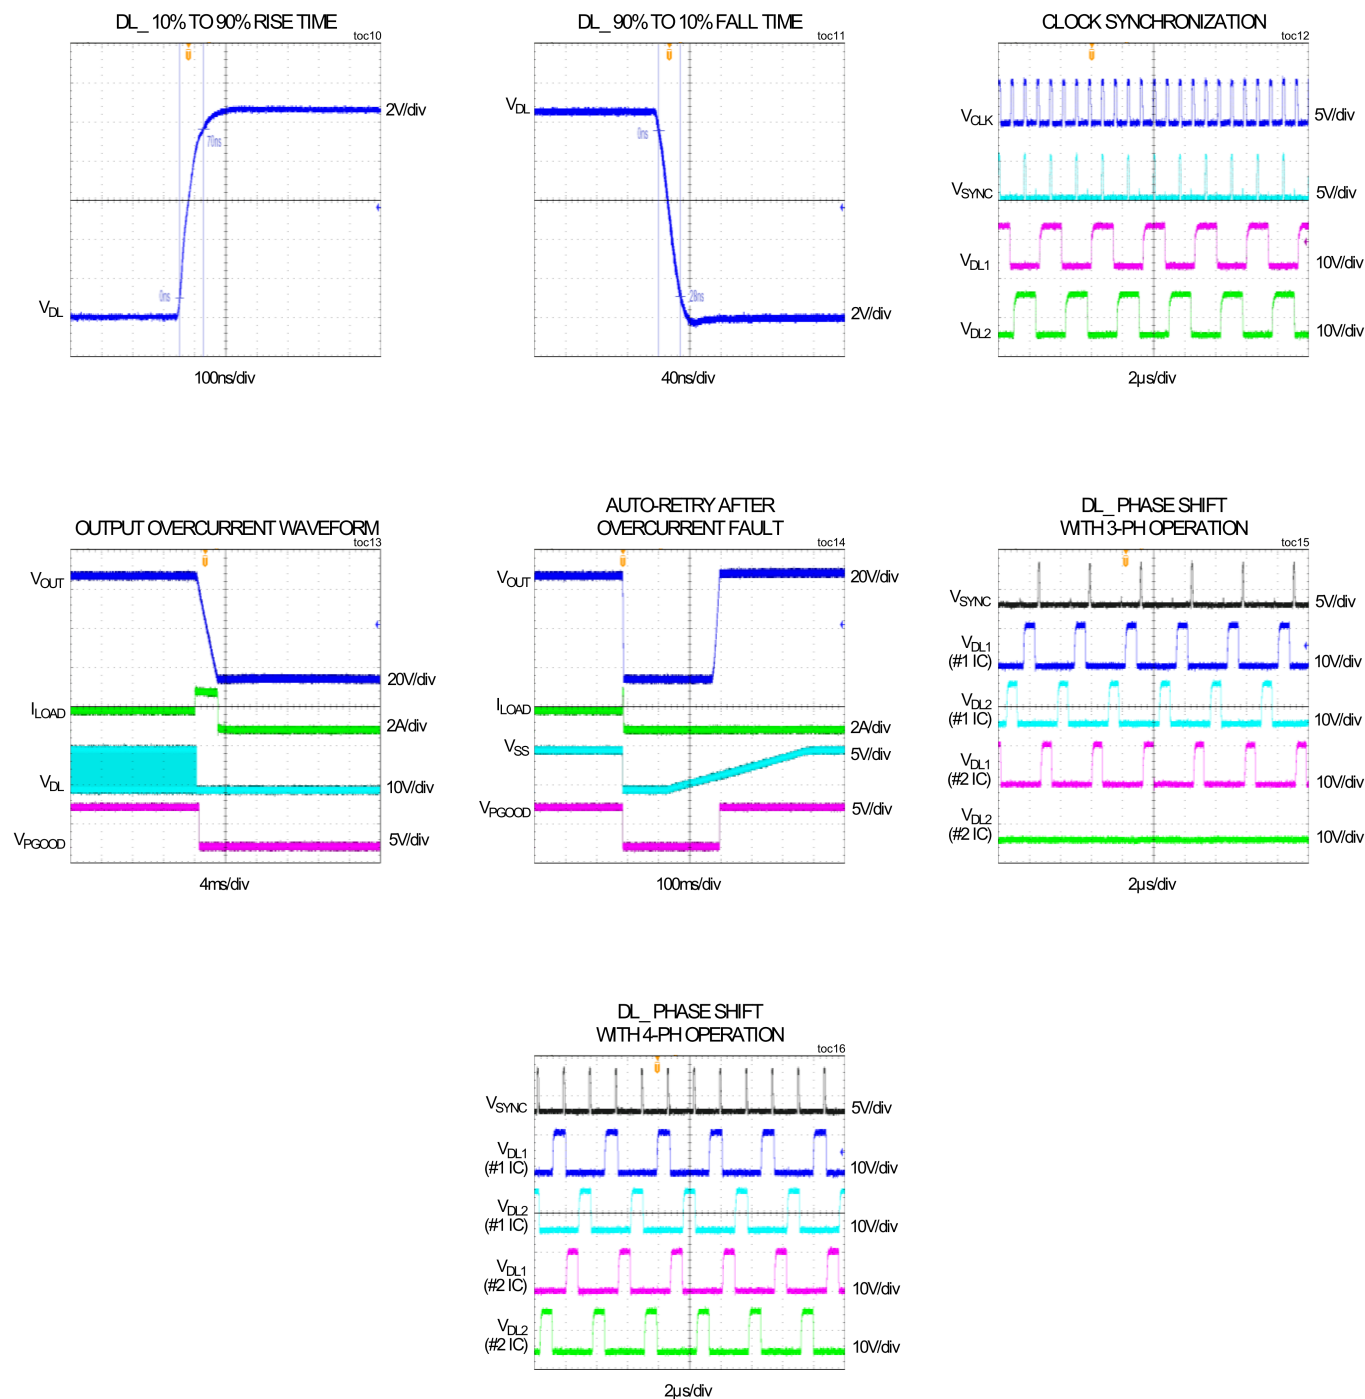 DL_ 10% TO 90% RISE TIME
toc10
2V/div
70ns
0ns
VDL
100ns/div
DL_ 90% TO 10% FALL TIME
toc11
VDL
0ns
28ns
2V/div
40ns/div
CLOCK SYNCHRONIZATION
toc12
VCLK
5V/div
VSYNC
5V/div
VDL1
10V/div
VDL2
10V/div
2µs/div
OUTPUT OVERCURRENT WAVEFORM
toc13
VOUT
20V/div
ILOAD
2A/div
VDL
10V/div
VPGOOD
5V/div
4ms/div
AUTO-RETRY AFTER
OVERCURRENT FAULT
toc14
VOUT
20V/div
ILOAD
2A/div
VSS
5V/div
VPGOOD
5V/div
100ms/div
DL_ PHASE SHIFT
WITH 3-PH OPERATION
toc15
VSYNC
5V/div
VDL1
(#1 IC)
10V/div
VDL2
(#1 IC)
10V/div
VDL1
(#2 IC)
10V/div
VDL2
(#2 IC)
10V/div
2µs/div
DL_ PHASE SHIFT
WITH 4-PH OPERATION
toc16
VSYNC
5V/div
VDL1
(#1 IC)
10V/div
VDL2
(#1 IC)
10V/div
VDL1
(#2 IC)
10V/div
VDL2
(#2 IC)
10V/div
2µs/div